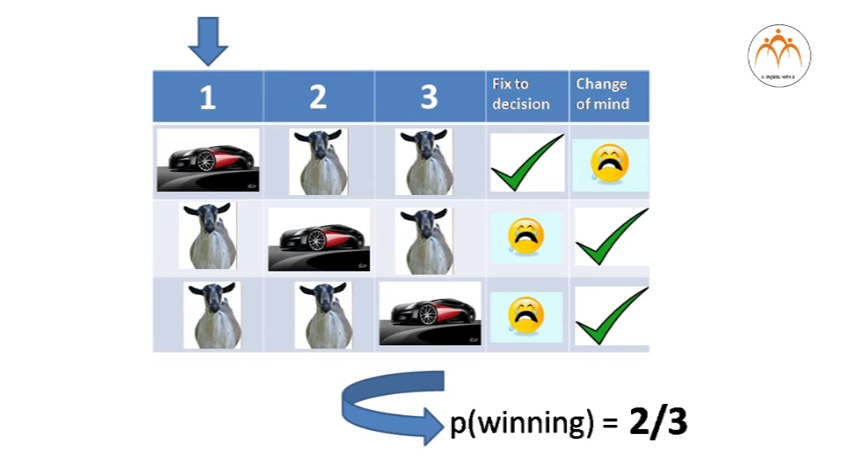 1 2 3 Fix to decision Change of mind
p(winning) = 2/3